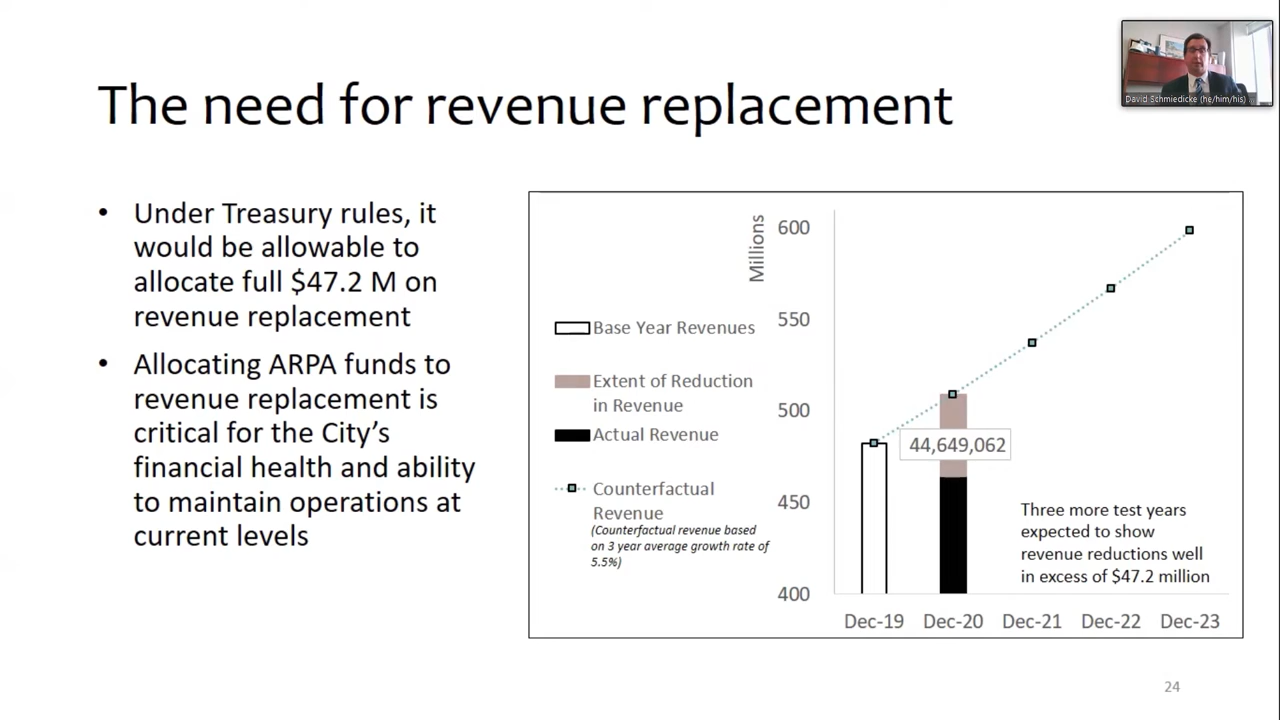 The need for revenue replacement
David Schmiedicke (he/him/his)
• Under Treasury rules, it
would be allowable to
allocate full $47.2 M on
revenue replacement
• Allocating ARPA funds to
revenue replacement is
critical for the City's
financial health and ability
to maintain operations at
current levels
Millions
600
550
500
450
400
Base Year Revenues
Extent of Reduction
in Revenue
Actual Revenue
Counterfactual
Revenue
(Counterfactual revenue based
on 3 year average growth rate of
5.5%)
44,649,062
Three more test years
expected to show
revenue reductions well
in excess of $47.2 million
Dec-19 Dec-20 Dec-21 Dec-22 Dec-23
24